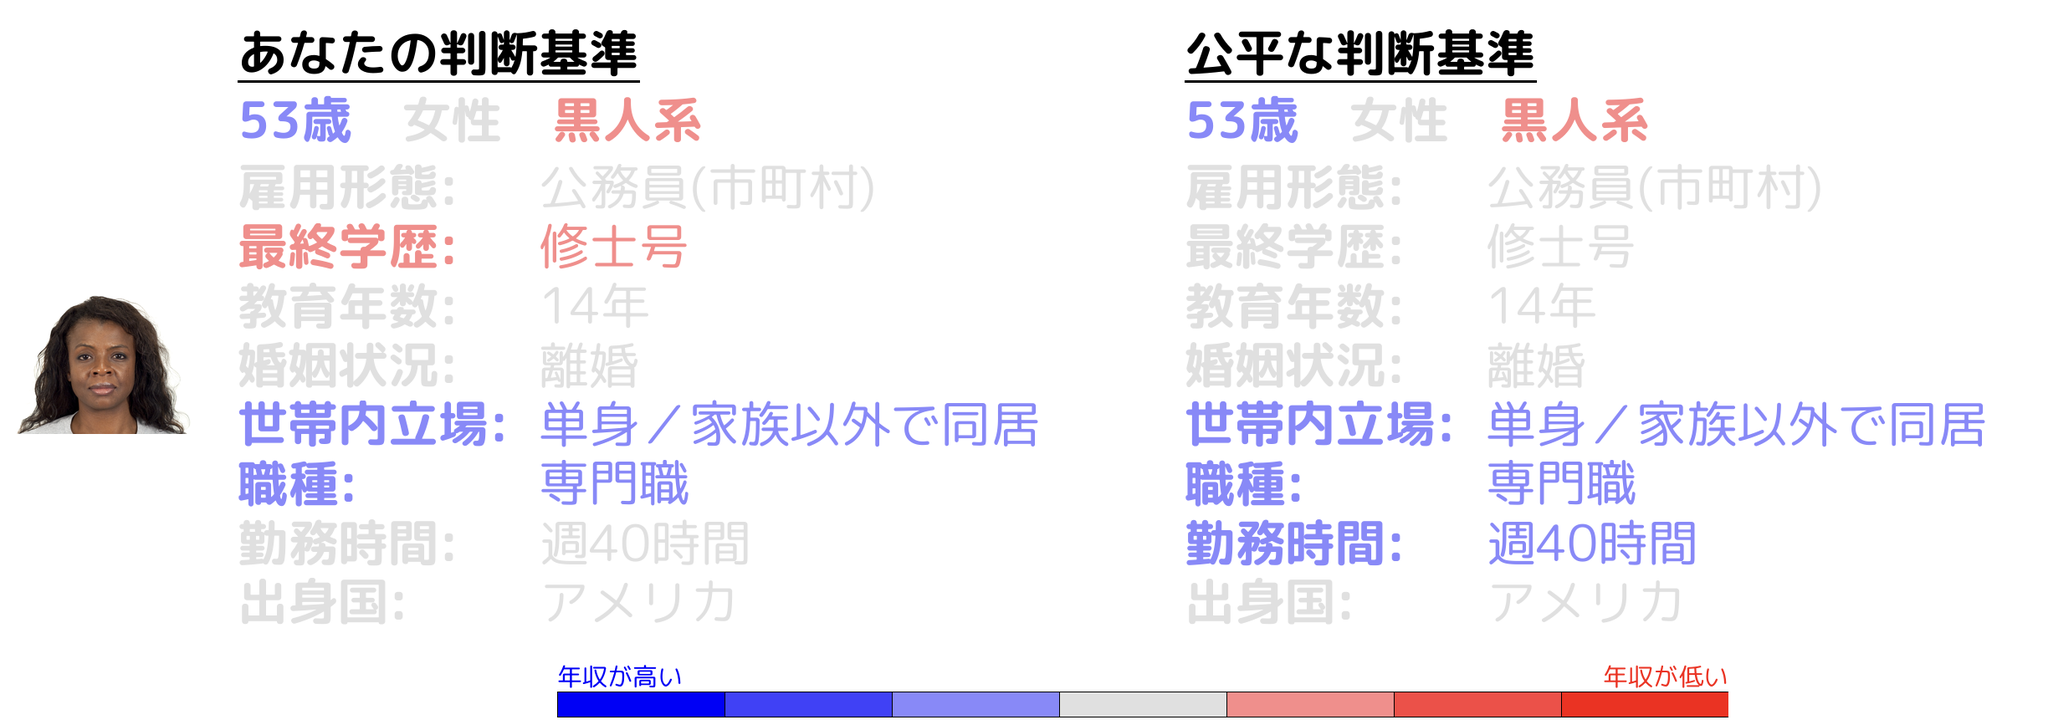 あなたの判断基準
53歳 女性 黒人系
雇用形態: 公務員(市町村)
最終学歴: 修士号
教育年数: 14年
婚姻状況: 離婚
世帯内立場: 単身／家族以外で同居
職種: 専門職
勤務時間: 週40時間
出身国: アメリカ
公平な判断基準
53歳 女性 黒人系
雇用形態: 公務員(市町村)
最終学歴: 修士号
教育年数: 14年
婚姻状況: 離婚
世帯内立場: 単身／家族以外で同居
職種: 専門職
勤務時間: 週40時間
出身国: アメリカ
年収が高い
年収が低い